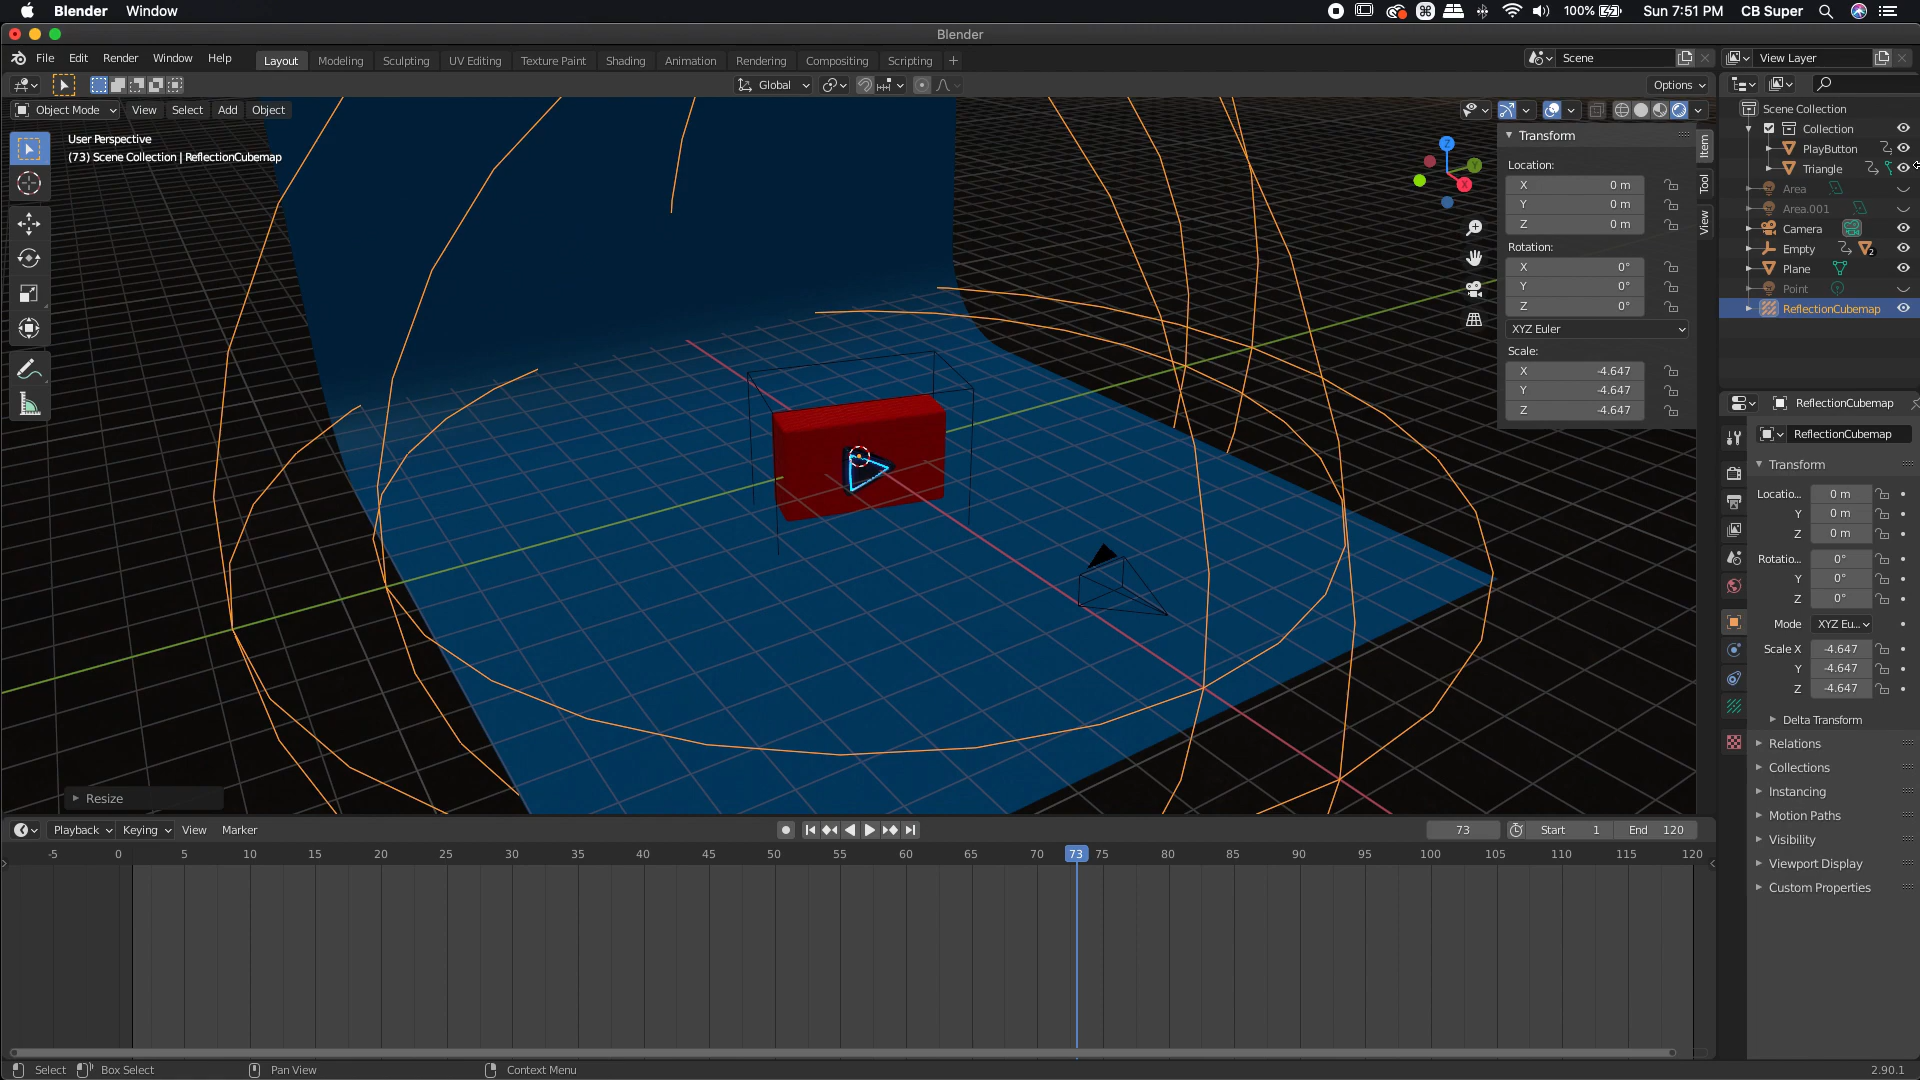 Blender Window 100% Sun 7:51 PM CB Super
Blender
File Edit Render Window Help Layout Modeling Sculpting UV Editing Texture Paint Shading Animation Rendering Compositing Scripting + Scene View Layer
Global Options
Object Mode View Select Add Object
User Perspective
(73) Scene Collection | ReflectionCubemap
Z
Y
X
Transform
Location:
X 0 m
Y 0 m
Z 0 m
Rotation:
X 0°
Y 0°
Z 0°
XYZ Euler
Scale:
X -4.647
Y -4.647
Z -4.647
Item
Tool
View
Resize
Scene Collection
Collection
PlayButton
Triangle
Area
Area.001
Camera
Empty 2
Plane
Point
ReflectionCubemap
ReflectionCubemap
ReflectionCubemap
Transform
Locatio... 0 m
Y 0 m
Z 0 m
Rotatio... 0°
Y 0°
Z 0°
Mode XYZ Eu...
Scale X -4.647
Y -4.647
Z -4.647
Delta Transform
Relations
Collections
Instancing
Motion Paths
Visibility
Viewport Display
Custom Properties
Playback Keying View Marker 73 Start 1 End 120
-5 0 5 10 15 20 25 30 35 40 45 50 55 60 65 70 73 75 80 85 90 95 100 105 110 115 120
Select Box Select Pan View Context Menu 2.90.1